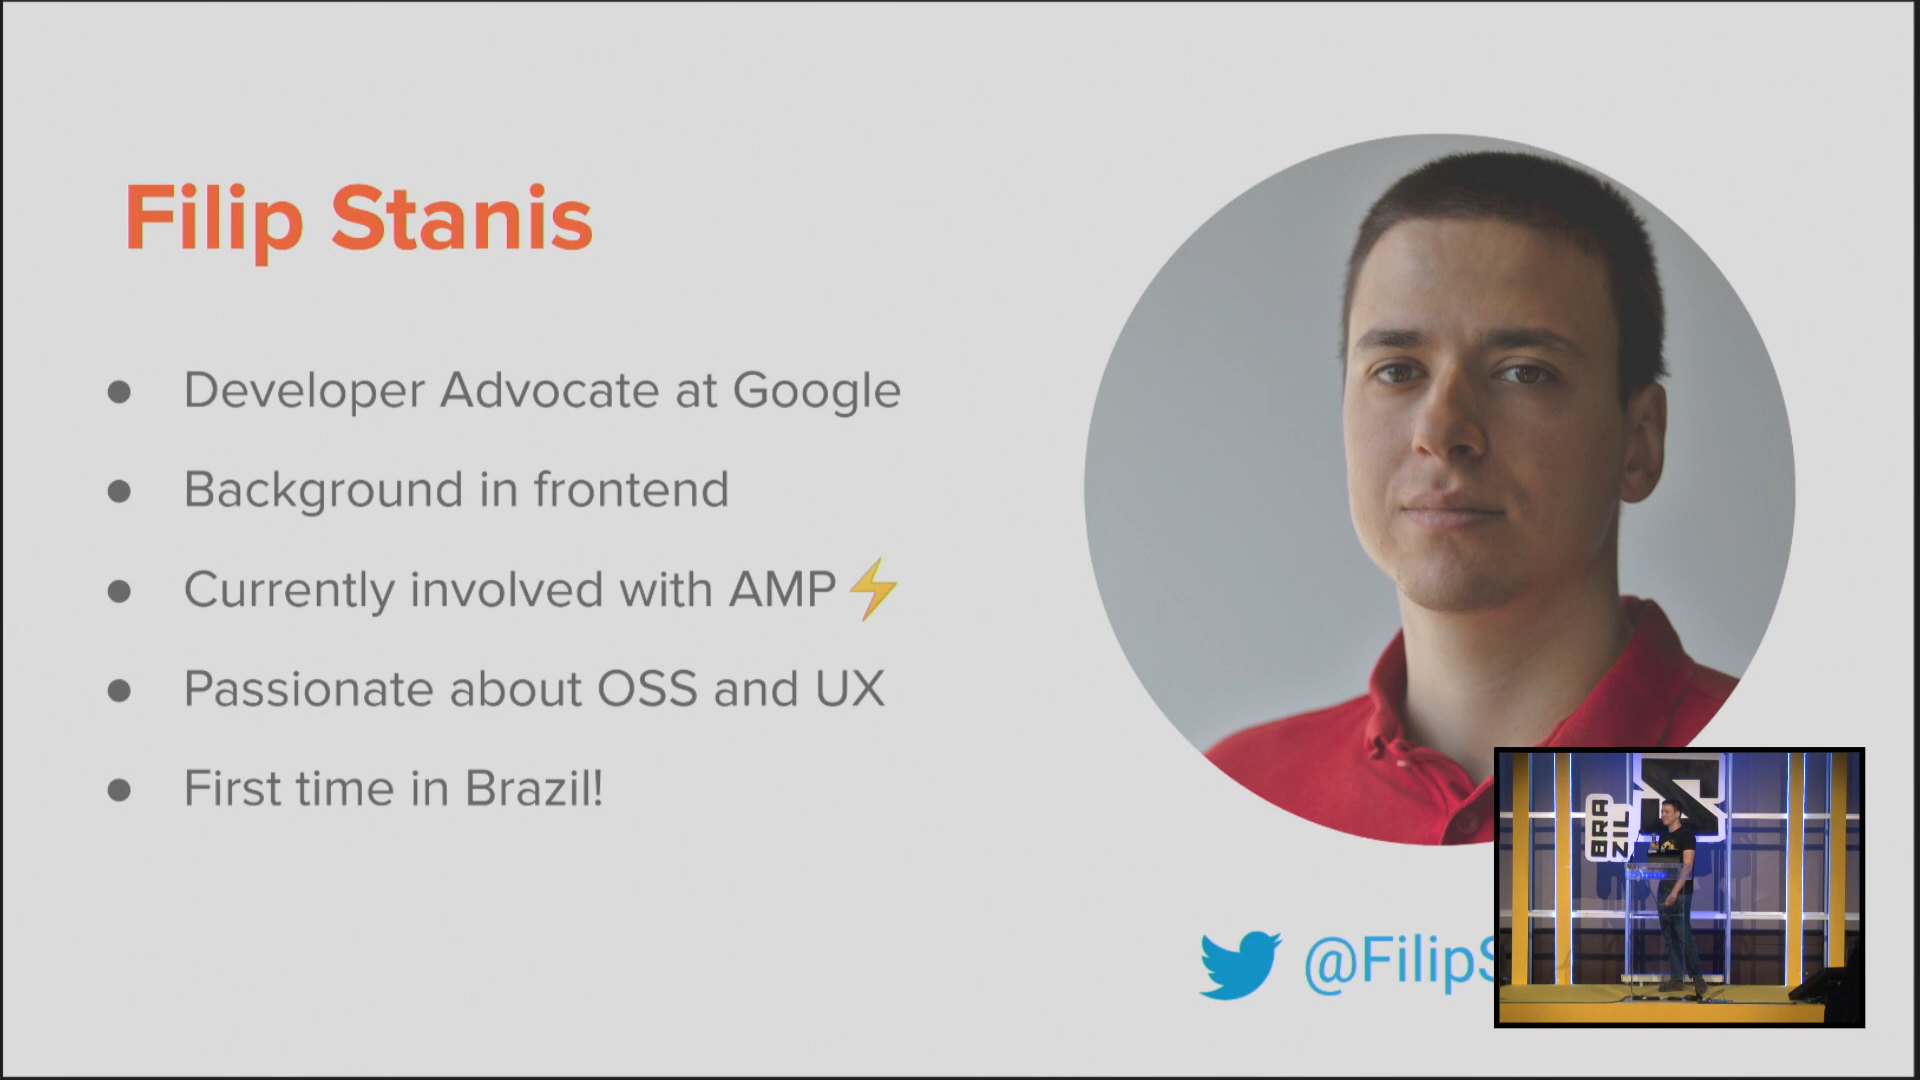 Filip Stanis
● Developer Advocate at Google
● Background in frontend
● Currently involved with AMP⚡
● Passionate about OSS and UX
● First time in Brazil!
BRA
ZIL